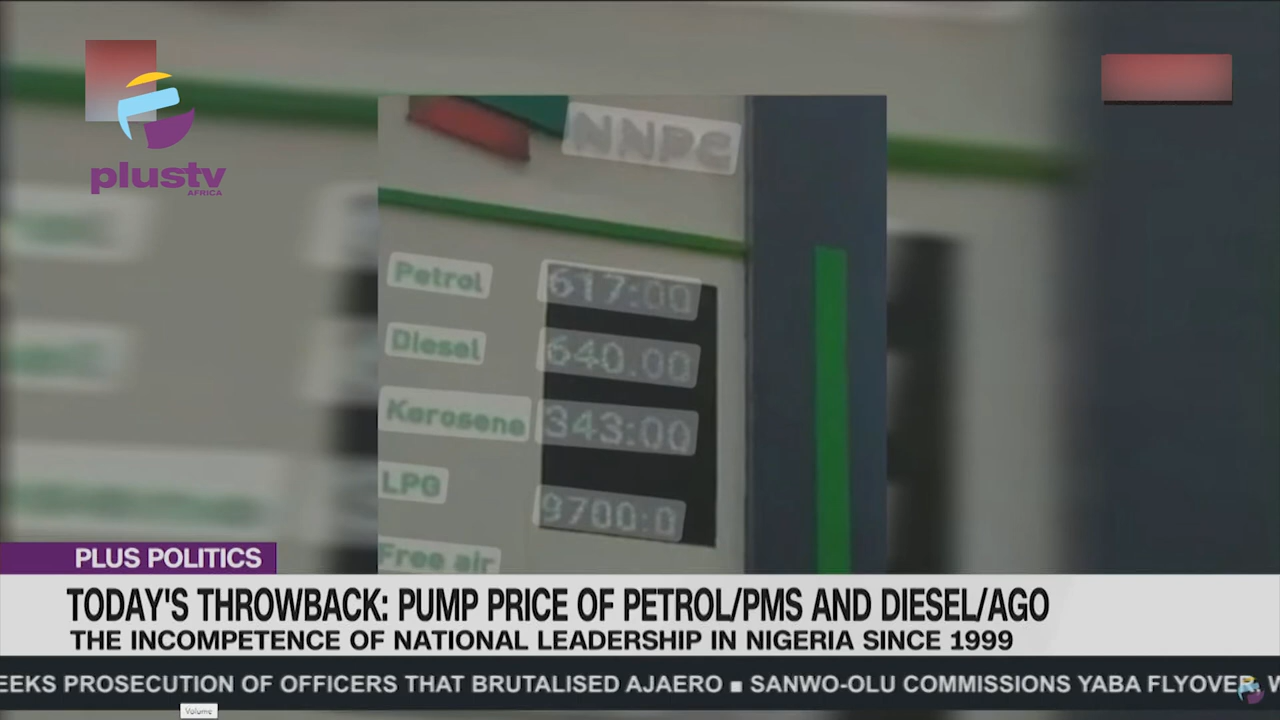 plustv
AFRICA
NNPC
Petrol 617:00
Diesel 640.00
Kerosene 343:00
LPG 9700:0
Free air
PLUS POLITICS
TODAY'S THROWBACK: PUMP PRICE OF PETROL/PMS AND DIESEL/AGO
THE INCOMPETENCE OF NATIONAL LEADERSHIP IN NIGERIA SINCE 1999
EEKS PROSECUTION OF OFFICERS THAT BRUTALISED AJAERO ■ SANWO-OLU COMMISSIONS YABA FLYOVER, W
Volume